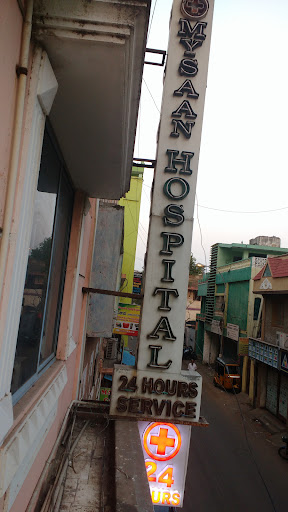 MYSAAN HOSPITAL
24 HOURS
SERVICE
24
HOURS